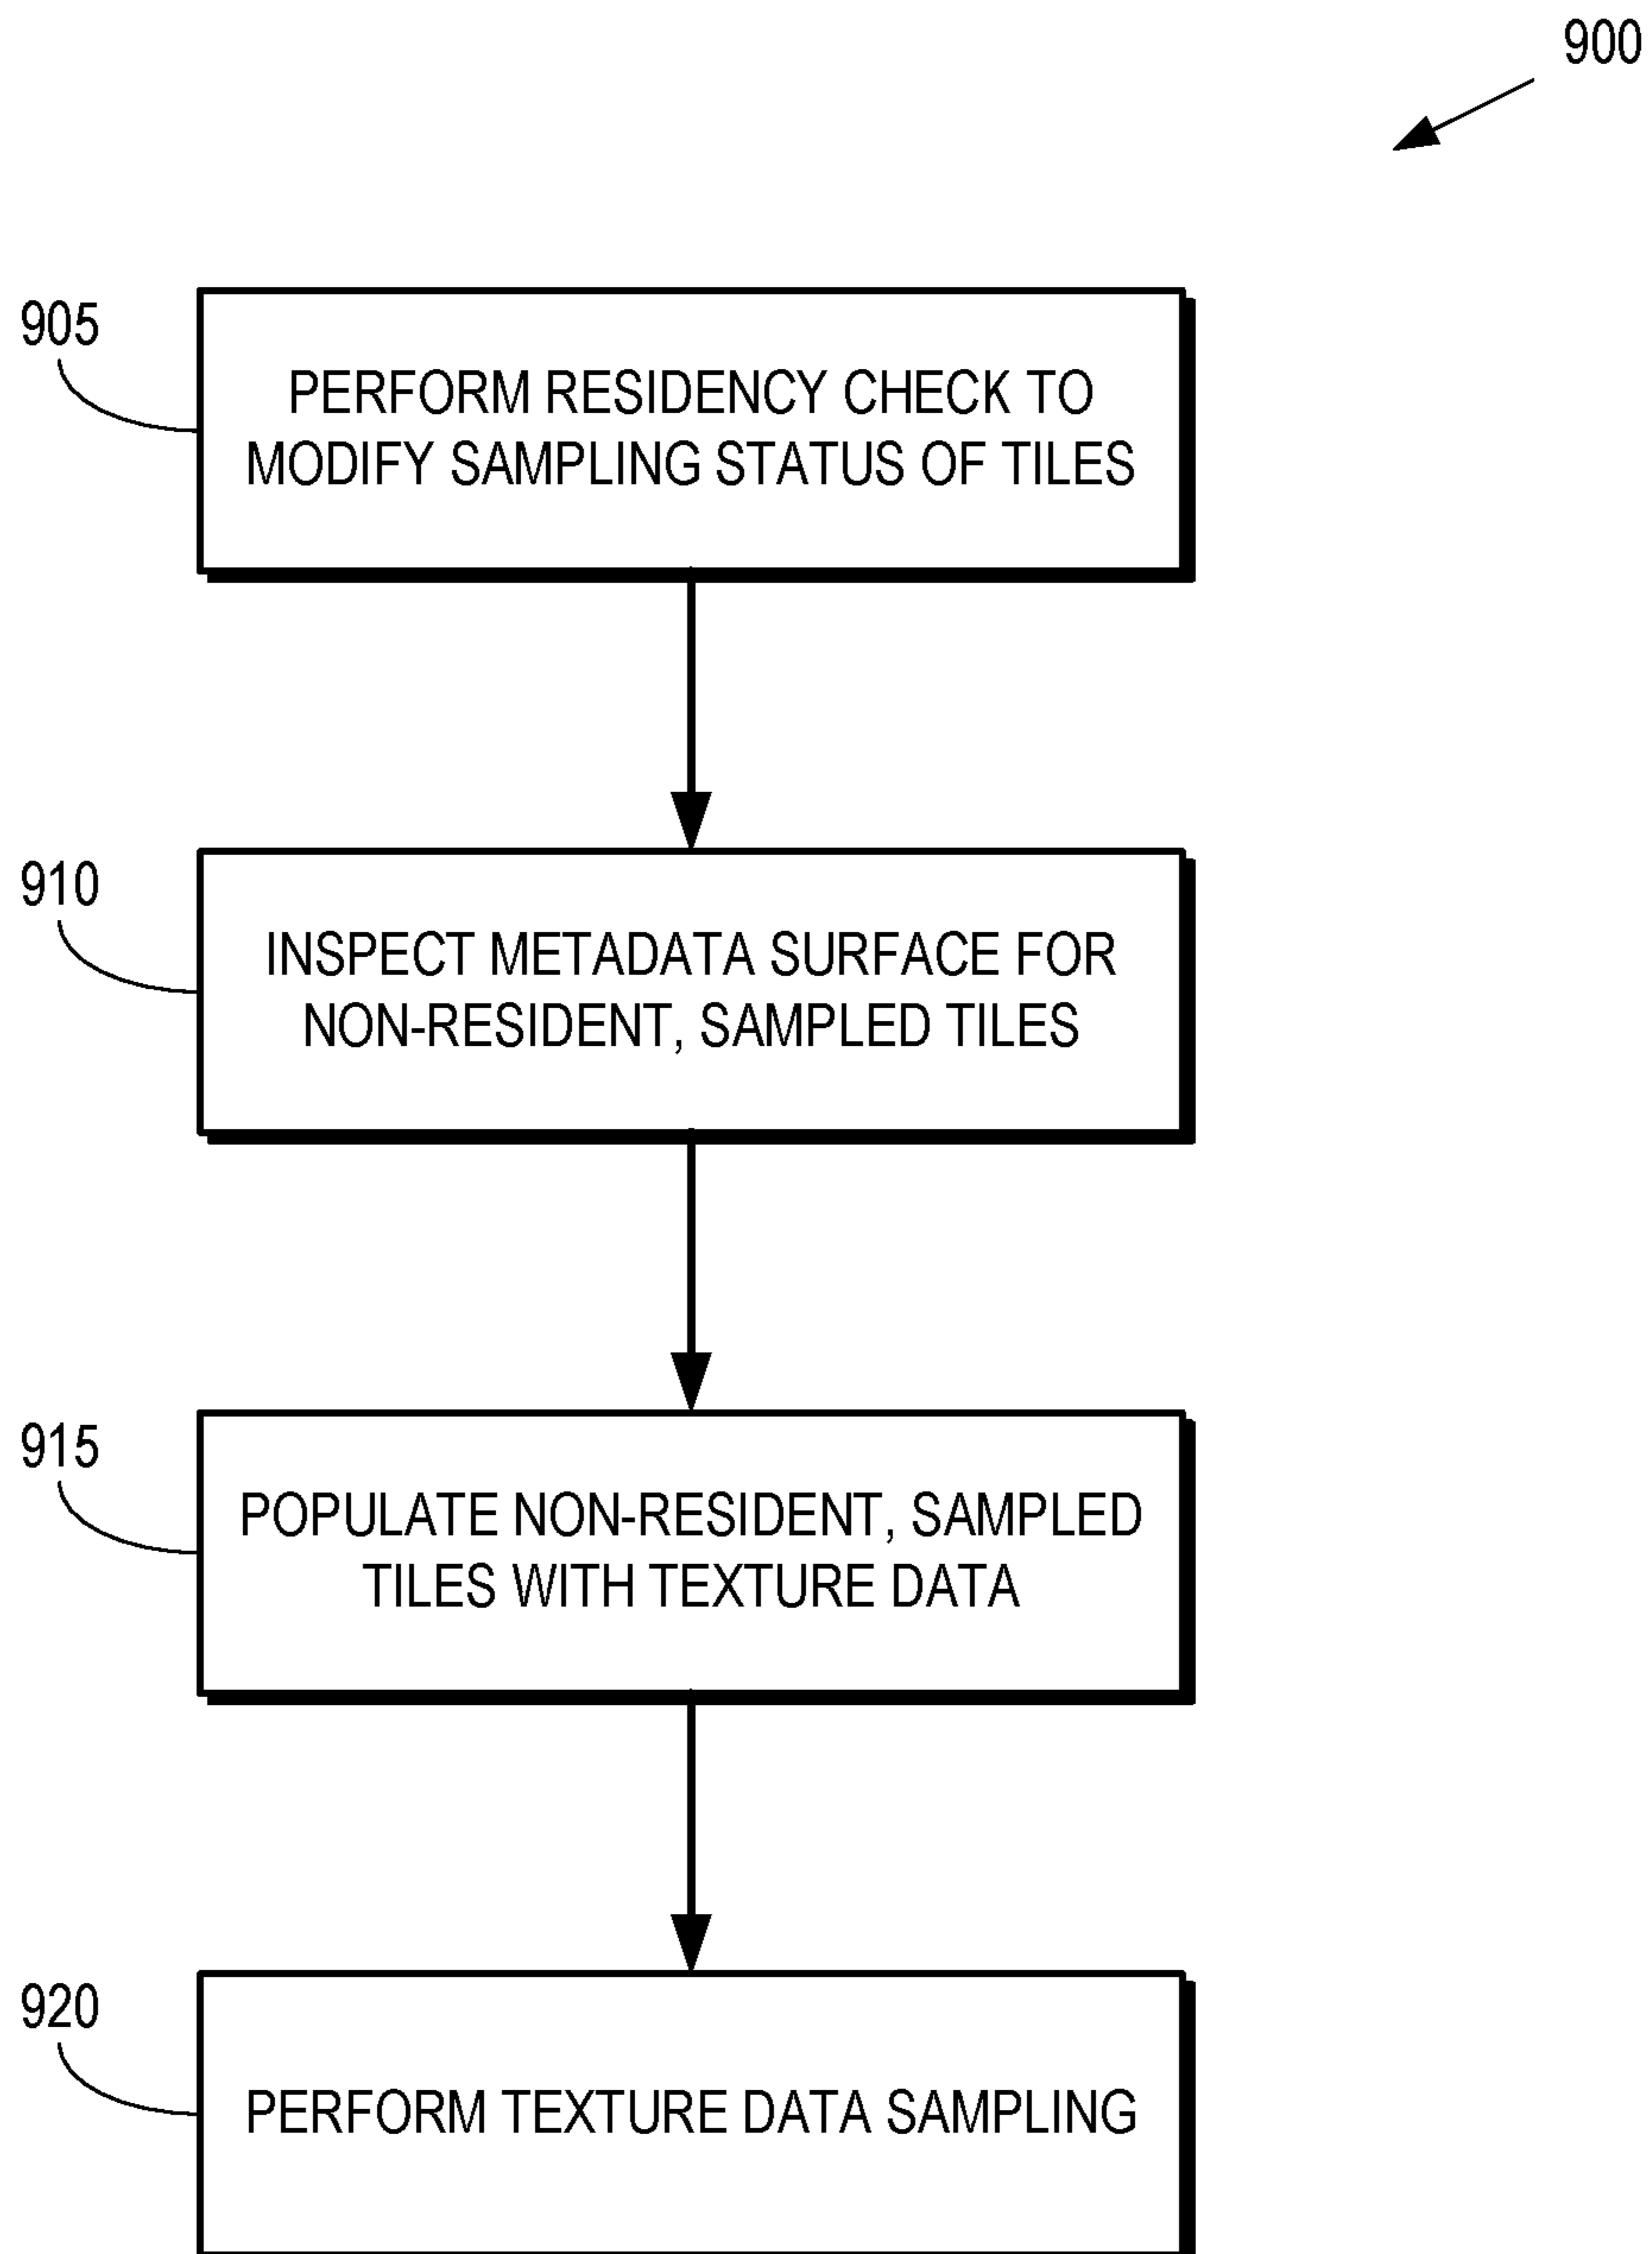 900
905
PERFORM RESIDENCY CHECK TO
MODIFY SAMPLING STATUS OF TILES
910
INSPECT METADATA SURFACE FOR
NON-RESIDENT, SAMPLED TILES
915
POPULATE NON-RESIDENT, SAMPLED
TILES WITH TEXTURE DATA
920
PERFORM TEXTURE DATA SAMPLING